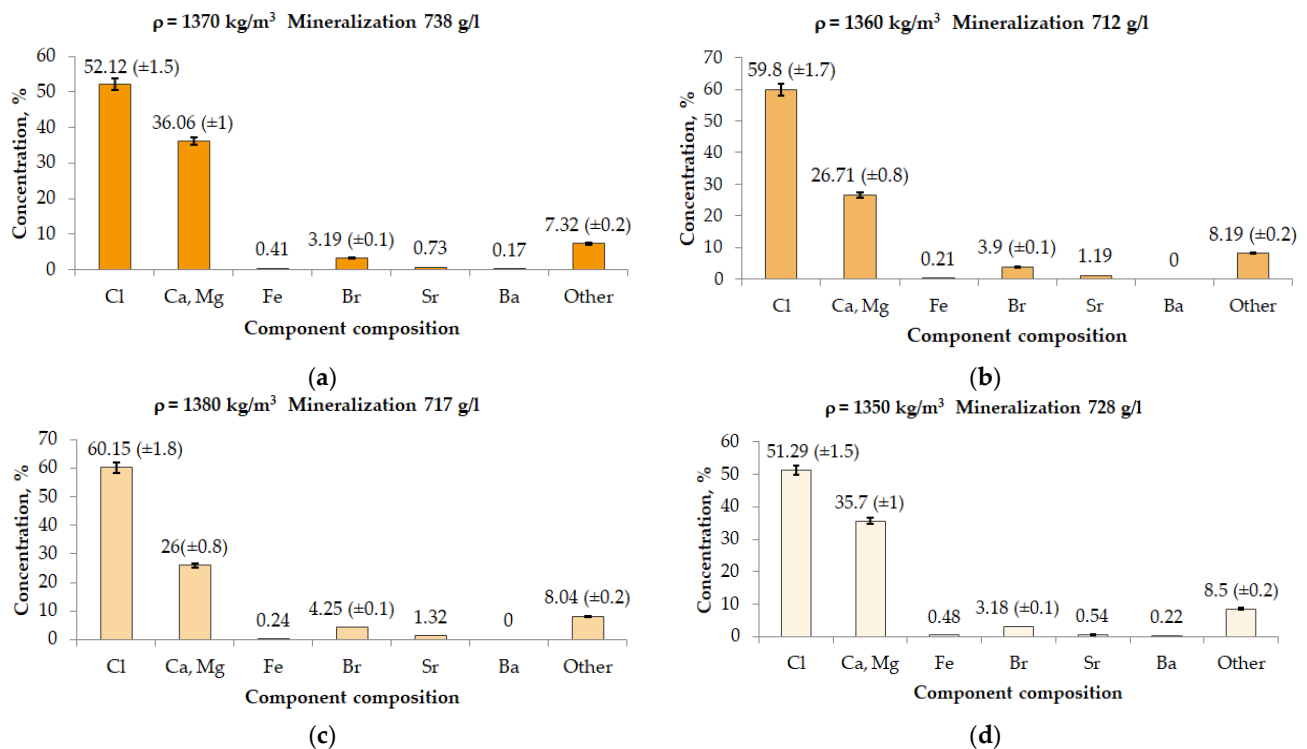 ρ = 1370 kg/m³ Mineralization 738 g/l
Concentration, %
60
50
40
30
20
10
0
52.12 (±1.5)
36.06 (±1)
0.41
3.19 (±0.1)
0.73
0.17
7.32 (±0.2)
Cl Ca, Mg Fe Br Sr Ba Other
Component composition
(a)
ρ = 1360 kg/m³ Mineralization 712 g/l
Concentration, %
70
60
50
40
30
20
10
0
59.8 (±1.7)
26.71 (±0.8)
0.21
3.9 (±0.1)
1.19
0
8.19 (±0.2)
Cl Ca, Mg Fe Br Sr Ba Other
Component composition
(b)
ρ = 1380 kg/m³ Mineralization 717 g/l
Concentration, %
70
60
50
40
30
20
10
0
60.15 (±1.8)
26(±0.8)
0.24
4.25 (±0.1)
1.32
0
8.04 (±0.2)
Cl Ca, Mg Fe Br Sr Ba Other
Component composition
(c)
ρ = 1350 kg/m³ Mineralization 728 g/l
Concentration, %
60
50
40
30
20
10
0
51.29 (±1.5)
35.7 (±1)
0.48
3.18 (±0.1)
0.54
0.22
8.5 (±0.2)
Cl Ca, Mg Fe Br Sr Ba Other
Component composition
(d)